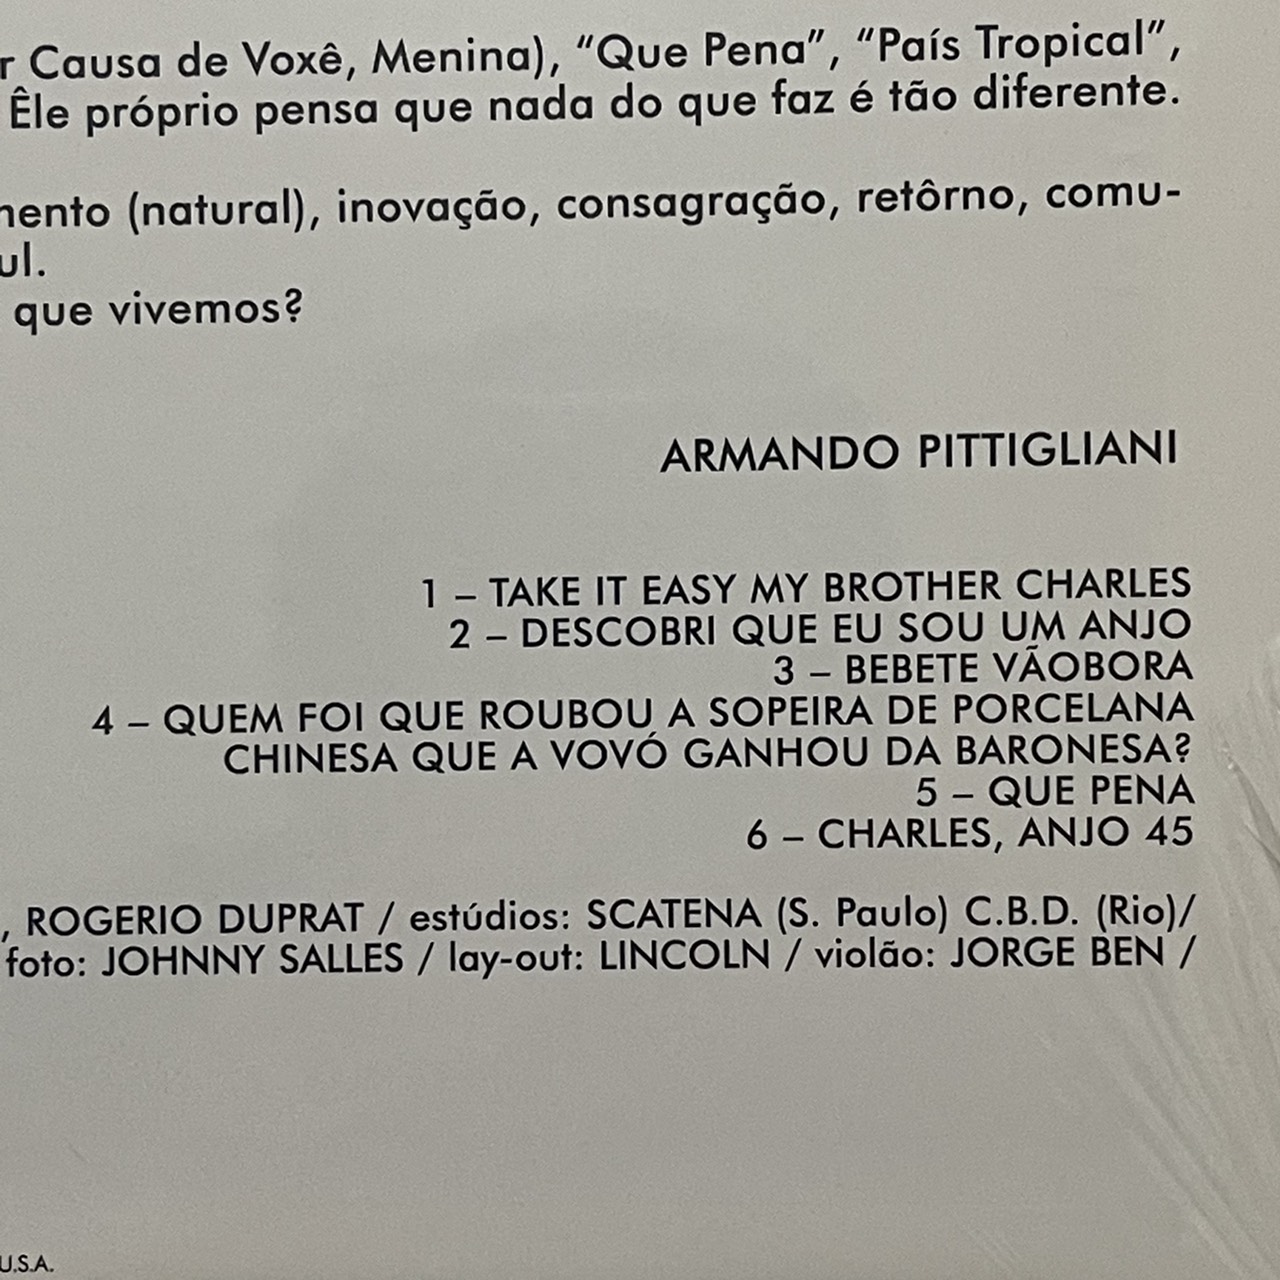 r Causa de Voxê, Menina), “Que Pena”, “País Tropical”,
Êle próprio pensa que nada do que faz é tão diferente.
mento (natural), inovação, consagração, retôrno, comu-
ul.
que vivemos?
ARMANDO PITTIGLIANI
1 – TAKE IT EASY MY BROTHER CHARLES
2 – DESCOBRI QUE EU SOU UM ANJO
3 – BEBETE VÃOBORA
4 – QUEM FOI QUE ROUBOU A SOPEIRA DE PORCELANA
CHINESA QUE A VOVÓ GANHOU DA BARONESA?
5 – QUE PENA
6 – CHARLES, ANJO 45
, ROGERIO DUPRAT / estúdios: SCATENA (S. Paulo) C.B.D. (Rio)/
foto: JOHNNY SALLES / lay-out: LINCOLN / violão: JORGE BEN /
U.S.A.